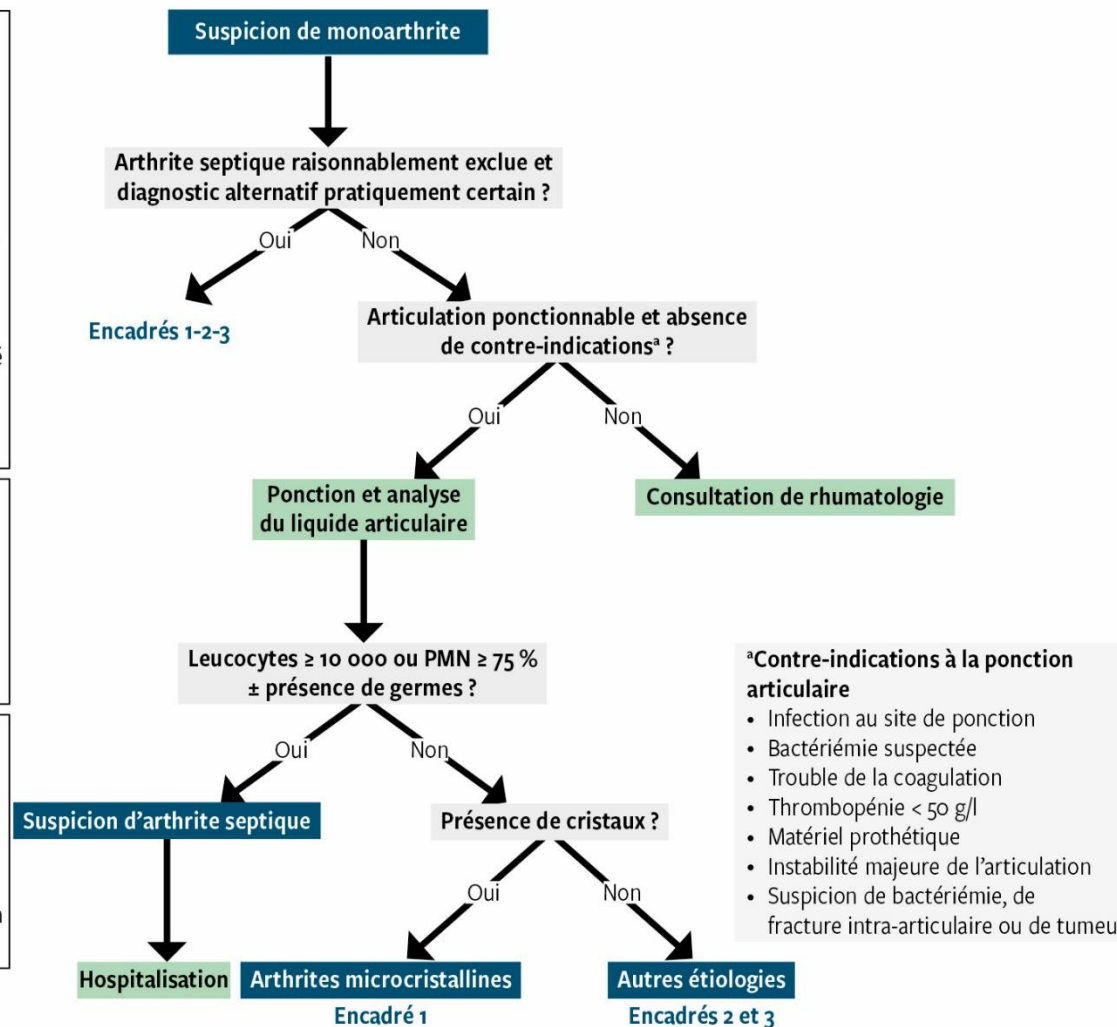 Suspicion de monoarthrite
Arthrite septique raisonnablement exclue et
diagnostic alternatif pratiquement certain ?
Oui
Non
Encadrés 1-2-3
Articulation ponctionnable et absence
de contre-indicationsᵃ ?
Oui
Non
Ponction et analyse
du liquide articulaire
Consultation de rhumatologie
Leucocytes ≥ 10 000 ou PMN ≥ 75 %
± présence de germes ?
Oui
Non
Suspicion d’arthrite septique
Présence de cristaux ?
Oui
Non
Hospitalisation
Arthrites microcristallines
Encadré 1
Autres étiologies
Encadrés 2 et 3
ᵃContre-indications à la ponction
articulaire
• Infection au site de ponction
• Bactériémie suspectée
• Trouble de la coagulation
• Thrombopénie < 50 g/l
• Matériel prothétique
• Instabilité majeure de l’articulation
• Suspicion de bactériémie, de
fracture intra-articulaire ou de tumeu